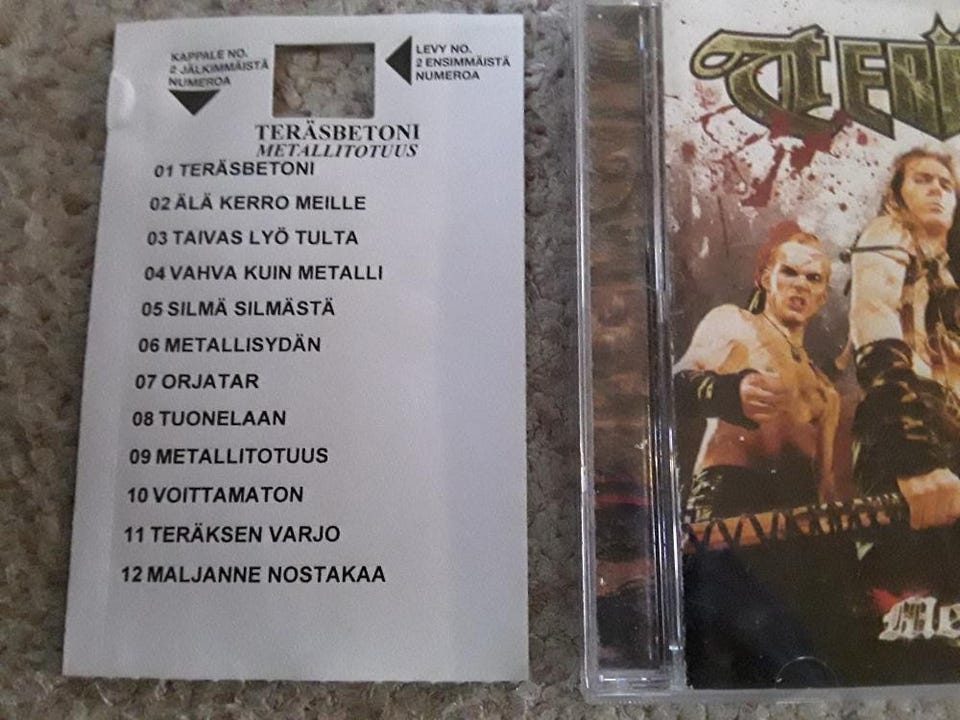 KAPPALE NO.
2 JÄLKIMMÄISTÄ
NUMEROA
LEVY NO.
2 ENSIMMÄISTÄ
NUMEROA
TERÄSBETONI
METALLITOTUUS
01 TERÄSBETONI
02 ÄLÄ KERRO MEILLE
03 TAIVAS LYÖ TULTA
04 VAHVA KUIN METALLI
05 SILMÄ SILMÄSTÄ
06 METALLISYDÄN
07 ORJATAR
08 TUONELAAN
09 METALLITOTUUS
10 VOITTAMATON
11 TERÄKSEN VARJO
12 MALJANNE NOSTAKAA
TERÄ
Me